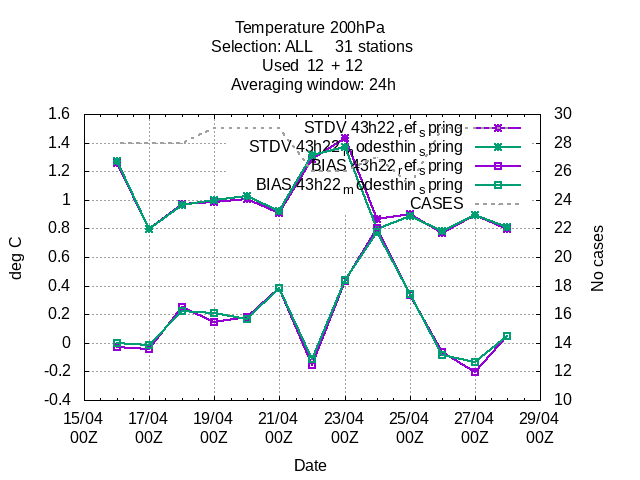 Temperature 200hPa
Selection: ALL 31 stations
Used 12 + 12
Averaging window: 24h
deg C
No cases
1.6
1.4
1.2
1
0.8
0.6
0.4
0.2
0
-0.2
-0.4
30
28
26
24
22
20
18
16
14
12
10
STDV 43h22_ref_spring
STDV 43h22_modesthin_spring
BIAS 43h22_ref_spring
BIAS 43h22_modesthin_spring
CASES
15/04 17/04 19/04 21/04 23/04 25/04 27/04 29/04
00Z 00Z 00Z 00Z 00Z 00Z 00Z 00Z
Date